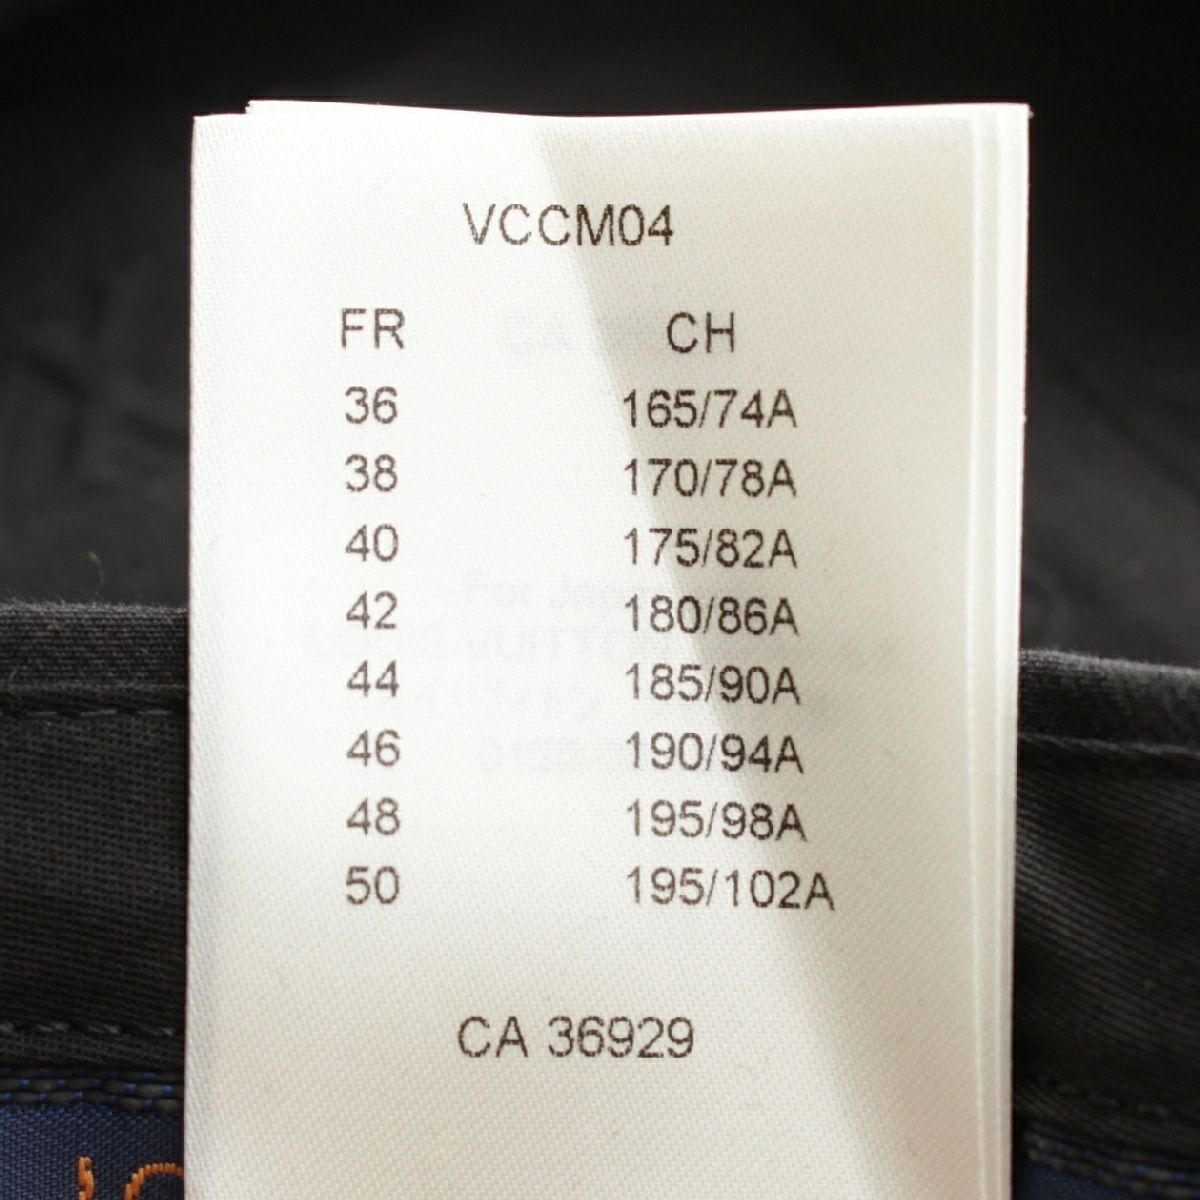 VCCM04
FR CH
36 165/74A
38 170/78A
40 175/82A
42 180/86A
44 185/90A
46 190/94A
48 195/98A
50 195/102A
CA 36929